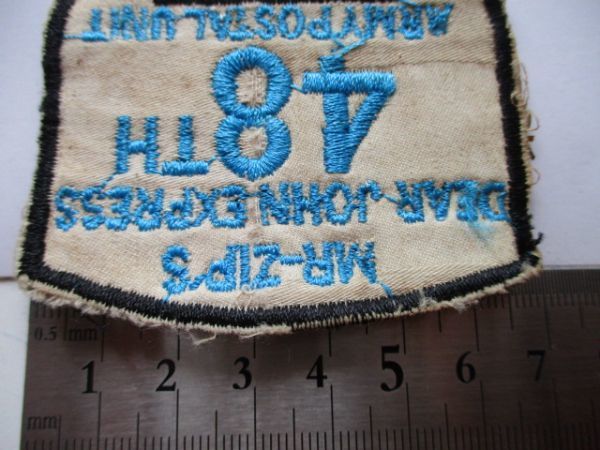 MR-ZIP'S
DEAR JOHN EXPRESS
48TH
ARMY POSTAL UNIT
0.5 mm
1 2 3 4 5 6 7
mm